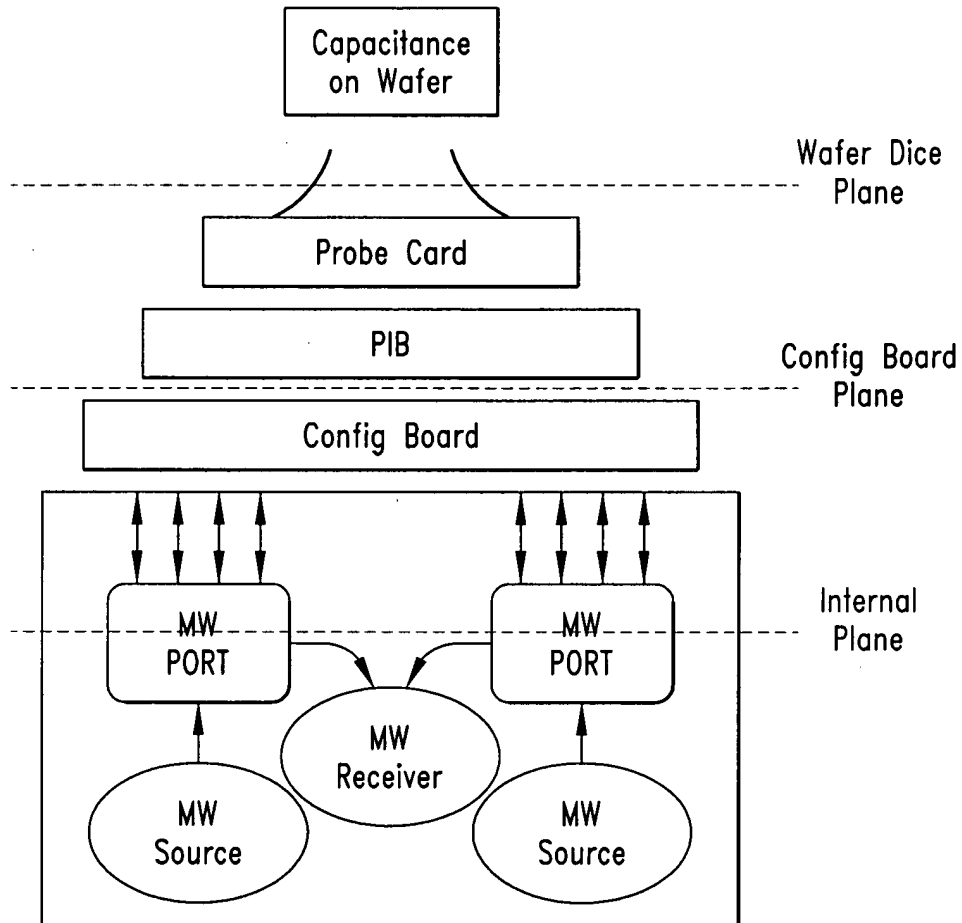 Capacitance
on Wafer
Wafer Dice
Plane
Probe Card
PIB
Config Board
Plane
Config Board
MW
PORT
MW
PORT
Internal
Plane
MW
Receiver
MW
Source
MW
Source